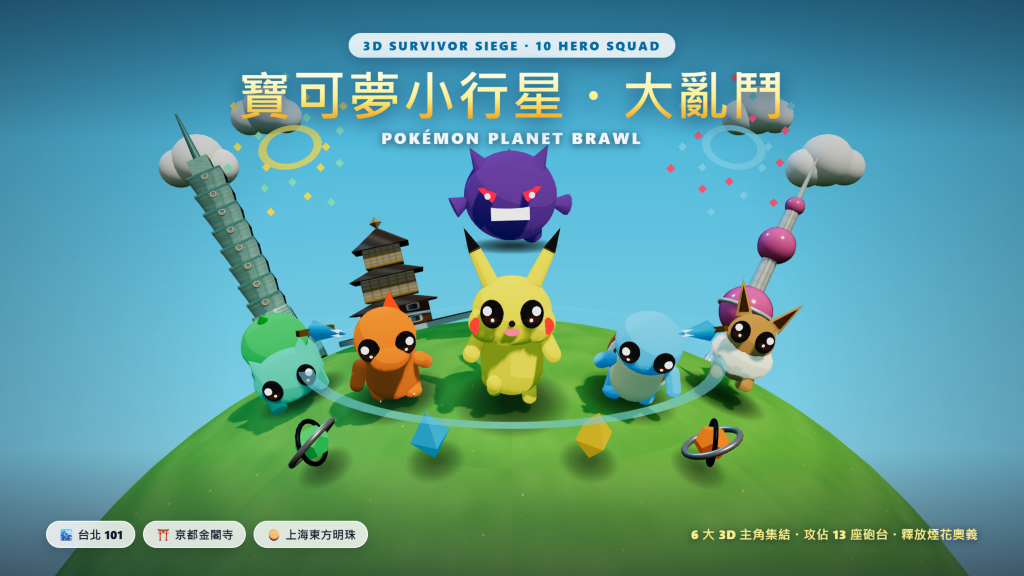 3D SURVIVOR SIEGE · 10 HERO SQUAD
寶可夢小行星 · 大亂鬥
POKÉMON PLANET BRAWL
台北 101
京都金閣寺
上海東方明珠
6 大 3D 主角集結 · 攻佔 13 座砲台 · 釋放煙花奧義